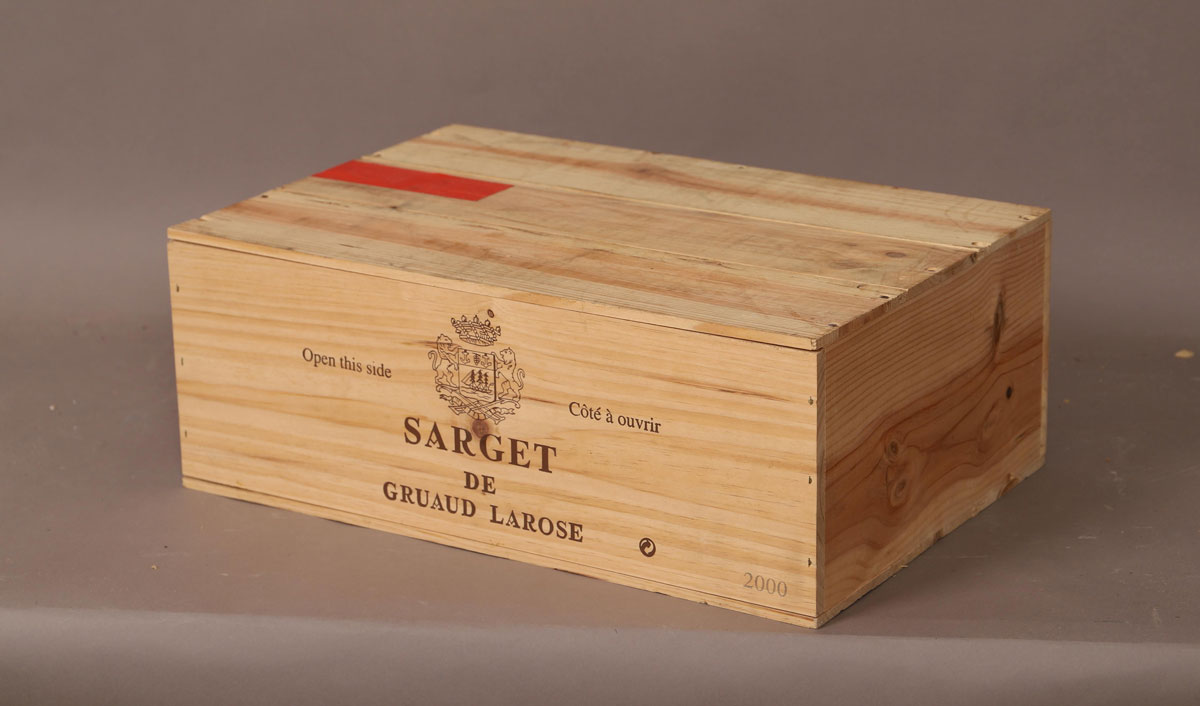 Open this side
Côté à ouvrir
SARGET
DE
GRUAUD LAROSE
2000